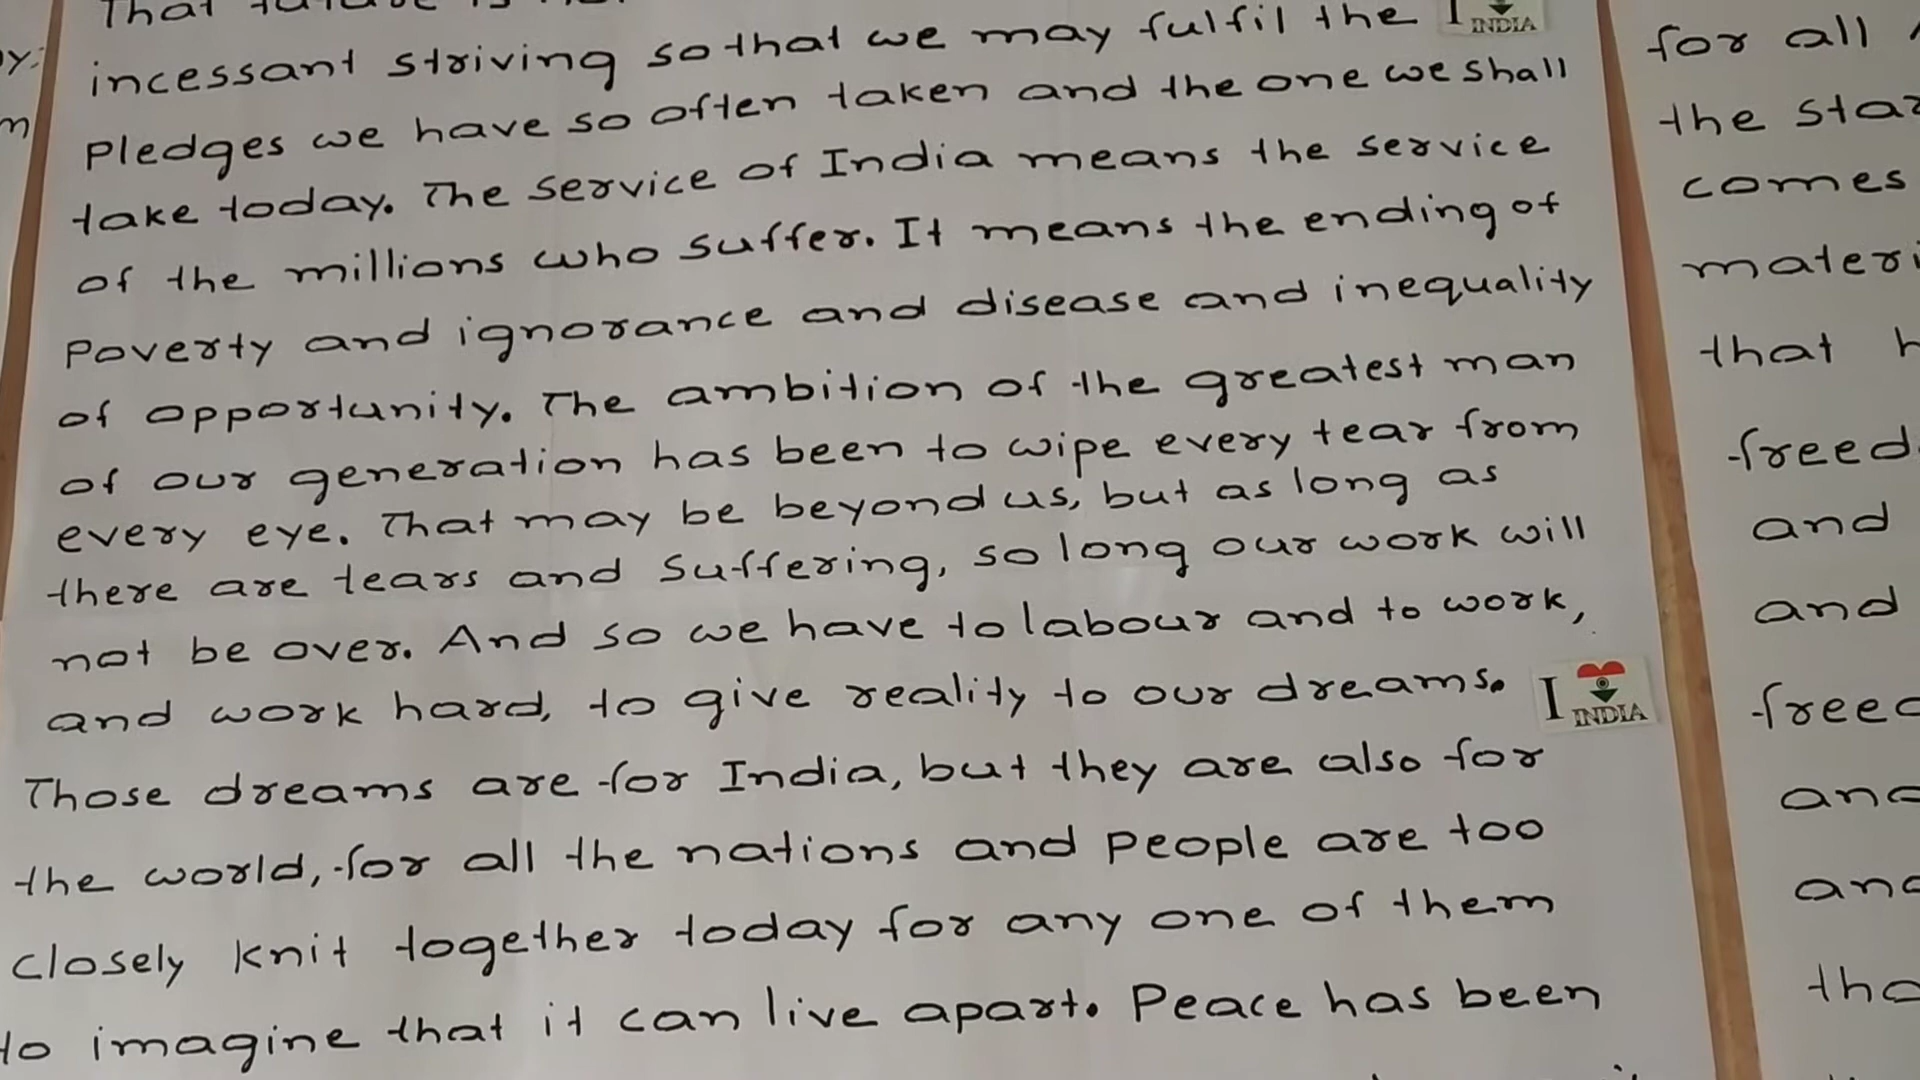 That
incessant striving so that we may fulfil the
I INDIA
Pledges we have so often taken and the one we shall
take today. The service of India means the service
of the millions who suffer. It means the ending of
Poverty and ignorance and disease and inequality
of opportunity. The ambition of the greatest man
of our generation has been to wipe every tear from
every eye. That may be beyond us, but as long as
there are tears and suffering, so long our work will
not be over. And so we have to labour and to work,
and work hard, to give reality to our dreams.
I INDIA
Those dreams are for India, but they are also for
the world, for all the nations and People are too
closely knit together today for any one of them
to imagine that it can live apart. Peace has been
for all
the
comes
that
and
and